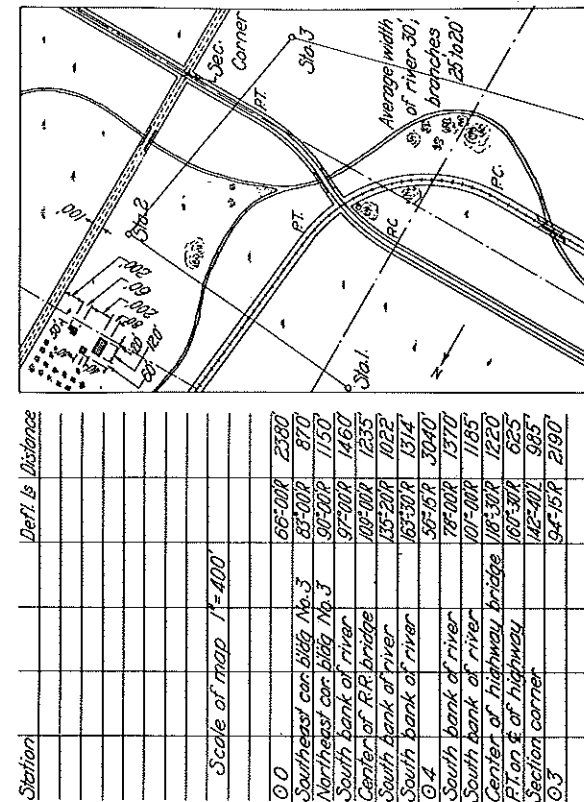 Station Defl. ∠s Distance
Scale of map 1"=400'
⊙0 66°-00'R 2380'
Southeast cor. bldg No.3 83°-00'R 870'
Northeast cor. bldg. No.3 90°-00'R 1150'
South bank of river 97°-00'R 1460'
Center of R.R. bridge 109°-00'R 1235'
South bank of river 135°-20'R 1022'
South bank of river 163°-30'R 1314'
⊙4 56°-15'R 3040'
South bank of river 78°-00'R 1370'
South bank of river 101°-00'R 1185'
Center of highway bridge 118°-30'R 1220'
P.T. on ℄ of highway 160°-30'R 625'
Section corner 142°-40'L 985'
⊙3 94°-15'R 2190'
Sec.
Corner
Sta.3
P.T.
Average width
of river 30';
branches
25' to 20'
100'
Sta.2
P.T.
P.C.
P.C.
200'
60'
200'
80'
120'
120'
60'
50'
Sta.1.
N